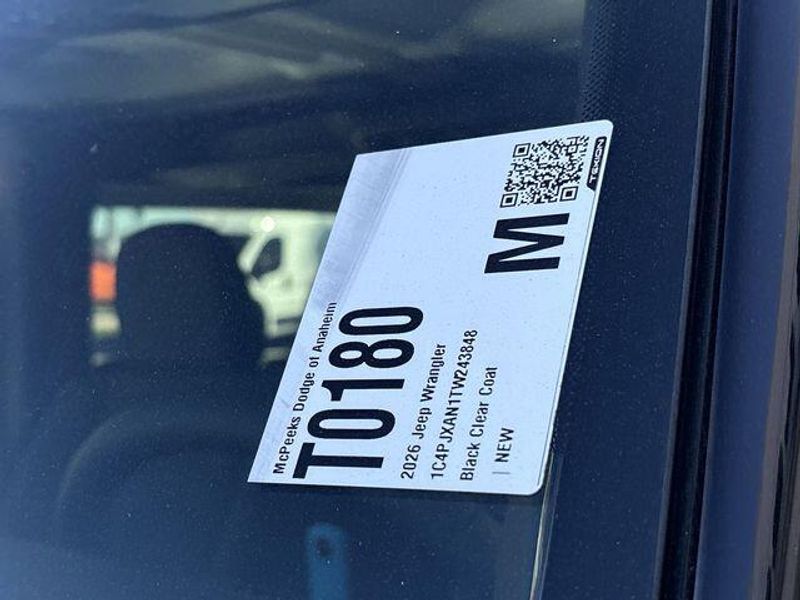 McPeeks Dodge of Anaheim
T0180
2026 Jeep Wrangler
1C4PJXAN1TW243848
Black Clear Coat
| NEW
M
TEKION